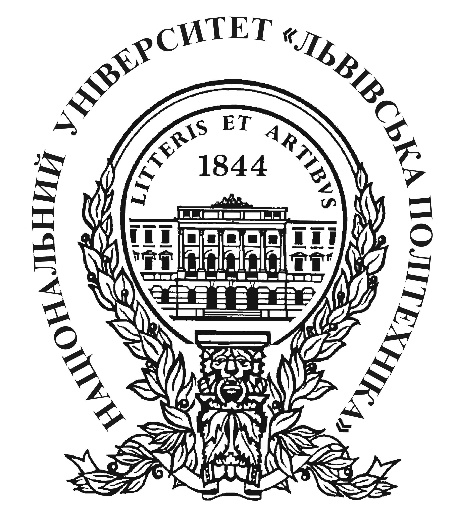 НАЦІОНАЛЬНИЙ УНІВЕРСИТЕТ «ЛЬВІВСЬКА ПОЛІТЕХНІКА»
LITTERIS ET ARTIBVS
1844